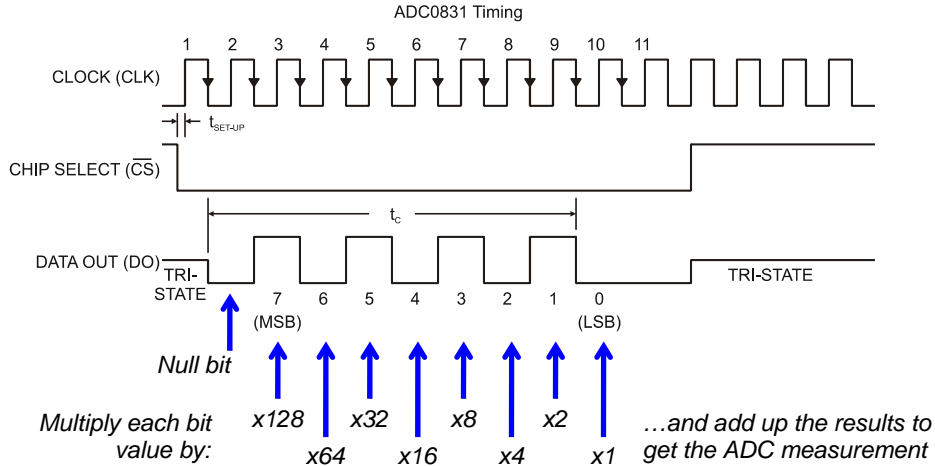 ADC0831 Timing
1 2 3 4 5 6 7 8 9 10 11
CLOCK (CLK)
tSET-UP
CHIP SELECT (C̅S̅)
tC
DATA OUT (DO)
TRI-
STATE
TRI-STATE
7 6 5 4 3 2 1 0
(MSB) (LSB)
Null bit
Multiply each bit
value by:
x128 x32 x8 x2
x64 x16 x4 x1
…and add up the results to
get the ADC measurement